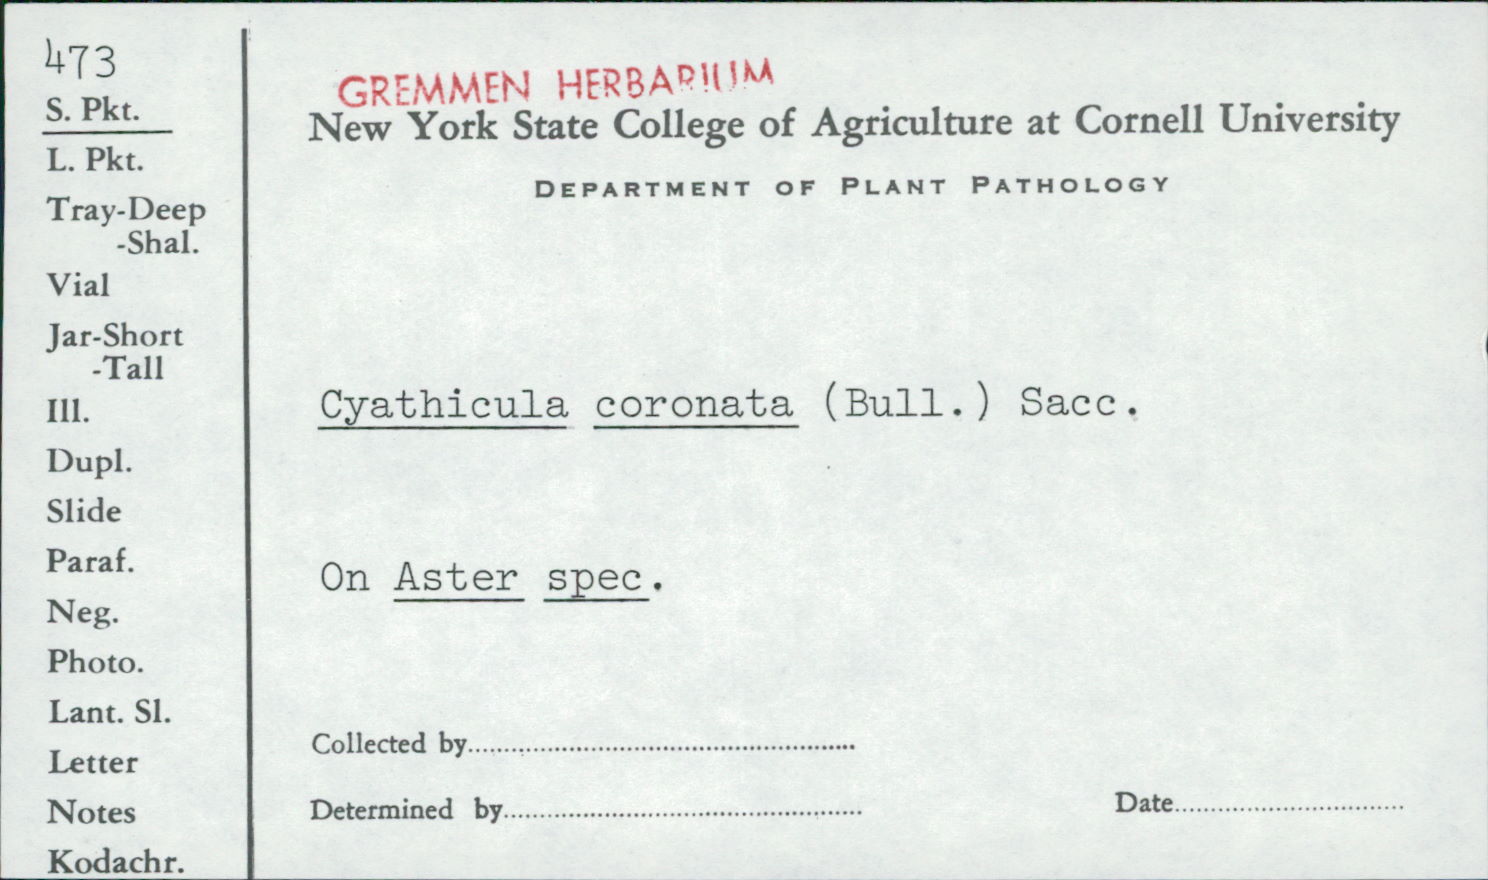 473
S. Pkt.
L. Pkt.
Tray-Deep
-Shal.
Vial
Jar-Short
-Tall
Ill.
Dupl.
Slide
Paraf.
Neg.
Photo.
Lant. Sl.
Letter
Notes
Kodachr.
GREMMEN HERBARIUM
New York State College of Agriculture at Cornell University
DEPARTMENT OF PLANT PATHOLOGY
Cyathicula coronata (Bull.) Sacc.
On Aster spec.
Collected by
Determined by
Date